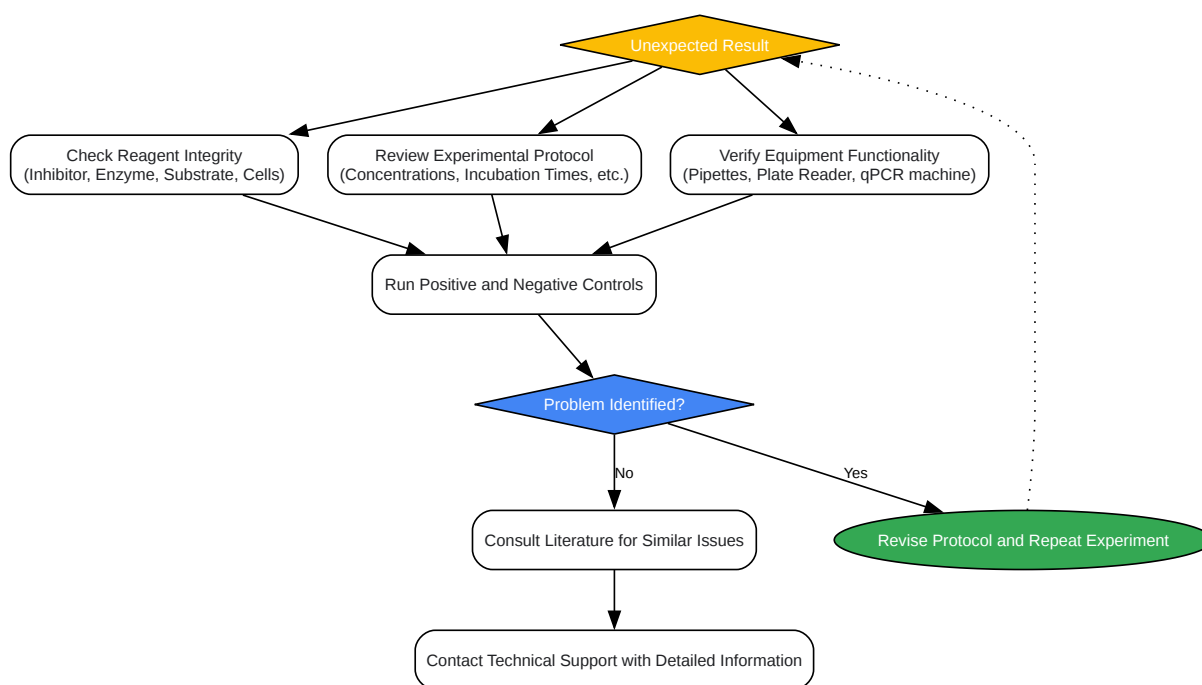 Unexpected Result
Check Reagent Integrity
(Inhibitor, Enzyme, Substrate, Cells)
Review Experimental Protocol
(Concentrations, Incubation Times, etc.)
Verify Equipment Functionality
(Pipettes, Plate Reader, qPCR machine)
Run Positive and Negative Controls
Problem Identified?
No
Yes
Consult Literature for Similar Issues
Revise Protocol and Repeat Experiment
Contact Technical Support with Detailed Information